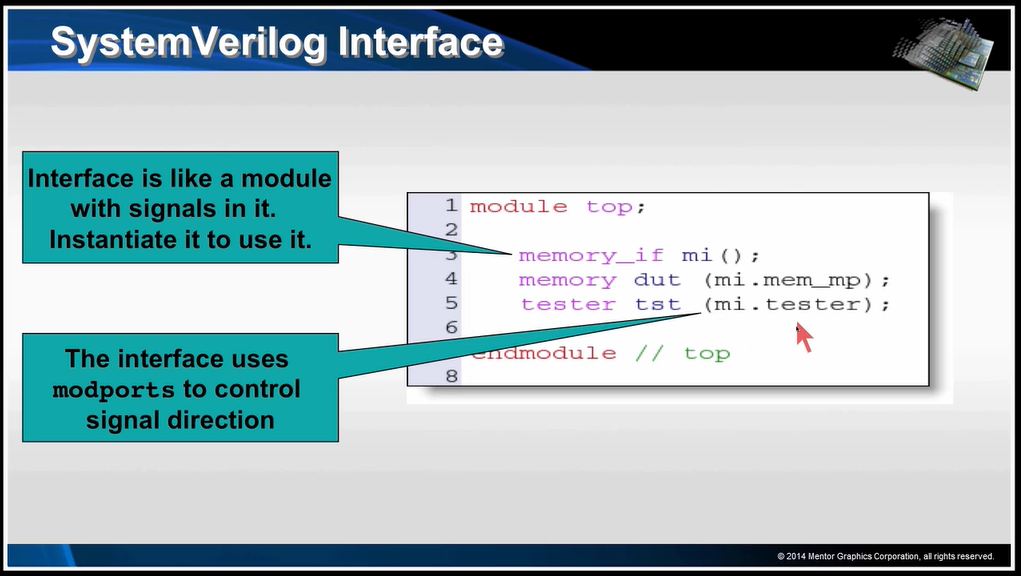 SystemVerilog Interface
Interface is like a module
with signals in it.
Instantiate it to use it.
The interface uses
modports to control
signal direction
1 module top;
2
3 memory_if mi();
4 memory dut (mi.mem_mp);
5 tester tst (mi.tester);
6
endmodule // top
8
© 2014 Mentor Graphics Corporation, all rights reserved.